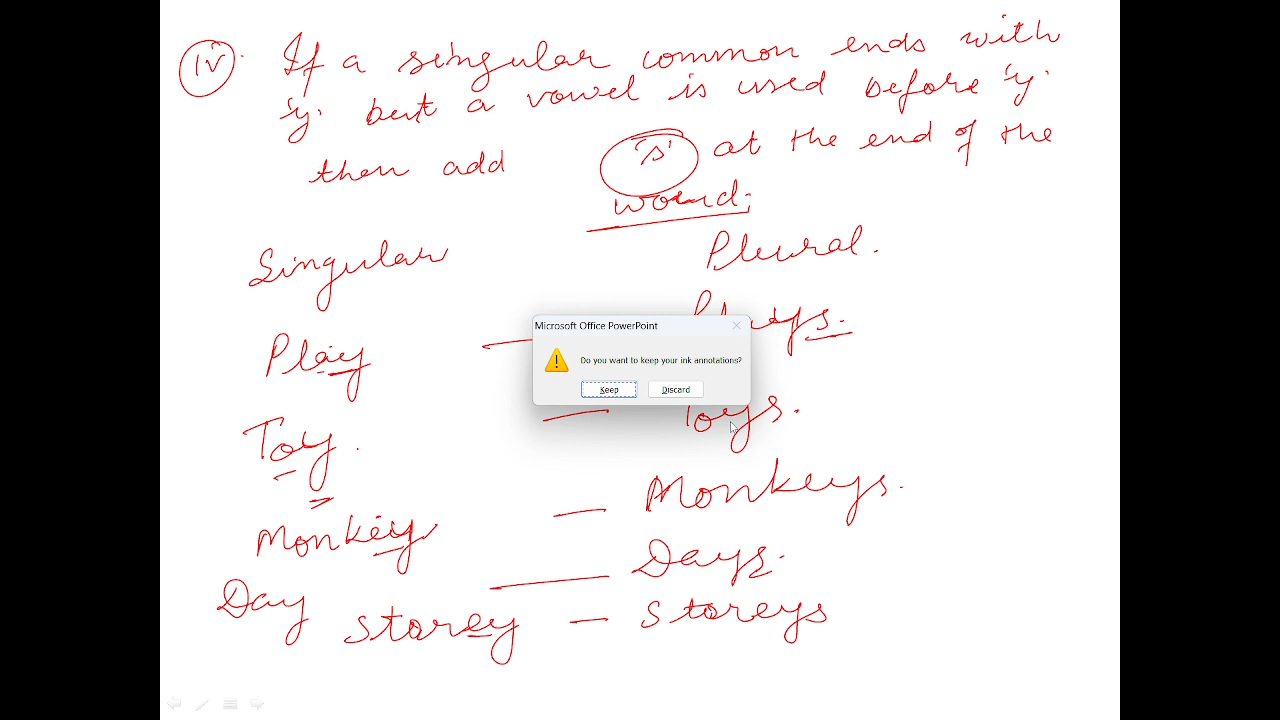 iv. If a singular common ends with
'y' but a vowel is used before 'y'
then add 's' at the end of the
word.
Singular Plural.
Play — Plays.
Microsoft Office PowerPoint
Do you want to keep your ink annotations?
Keep Discard
Toy. — Toys.
Monkey — Monkeys.
Day — Days.
Storey — Storeys